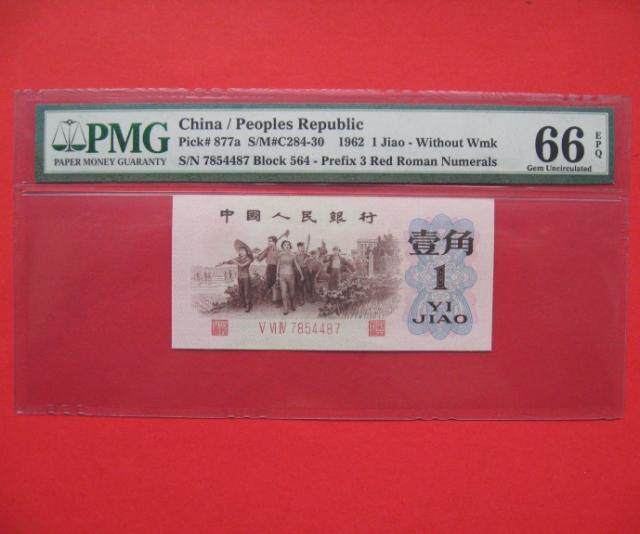 PMG
PAPER MONEY GUARANTY
China / Peoples Republic
Pick# 877a S/M#C284-30 1962 1 Jiao - Without Wmk
S/N 7854487 Block 564 - Prefix 3 Red Roman Numerals
66
EPQ
Gem Uncirculated
中國人民銀行
壹角
1
YI
JIAO
V VI IV 7854487